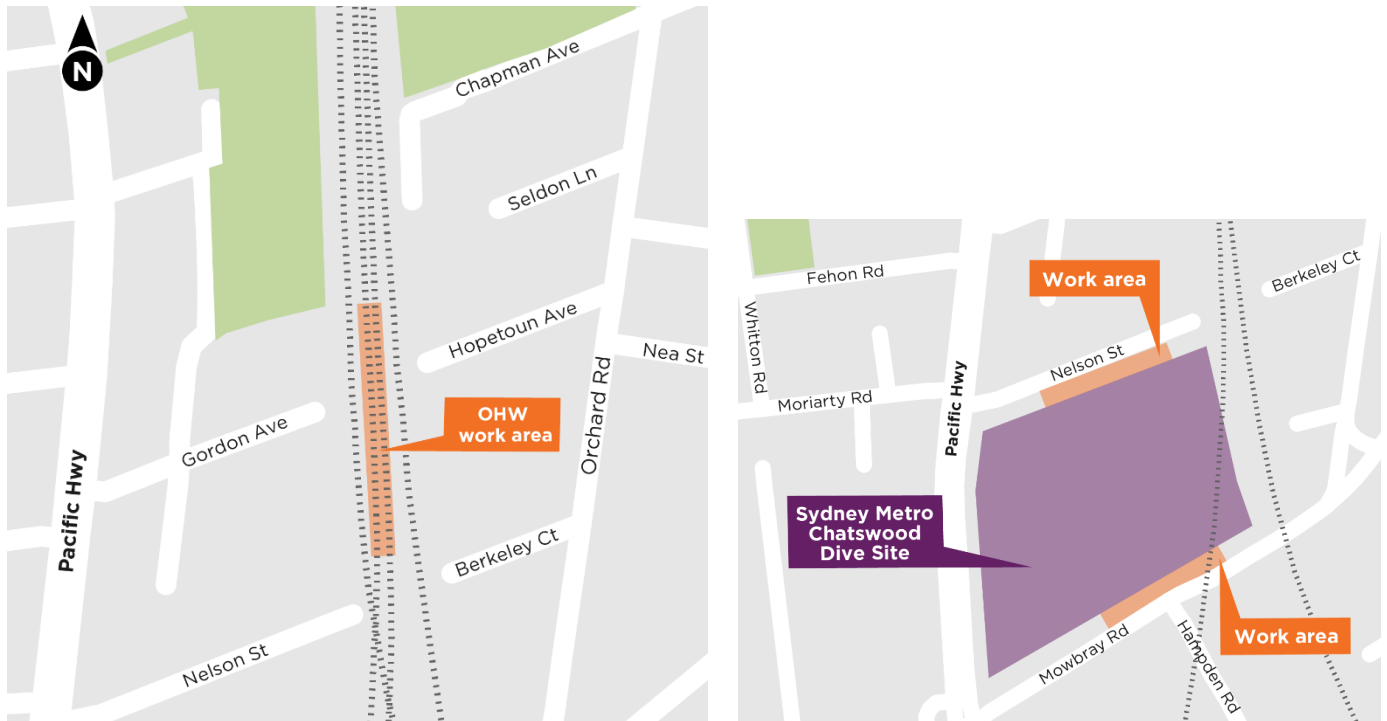 N
Chapman Ave
Seldon Ln
Hopetoun Ave
Nea St
OHW
work area
Orchard Rd
Gordon Ave
Pacific Hwy
Berkeley Ct
Nelson St
Fehon Rd
Work area
Berkeley Ct
Whitton Rd
Nelson St
Moriarty Rd
Pacific Hwy
Sydney Metro
Chatswood
Dive Site
Work area
Mowbray Rd
Hampden Rd